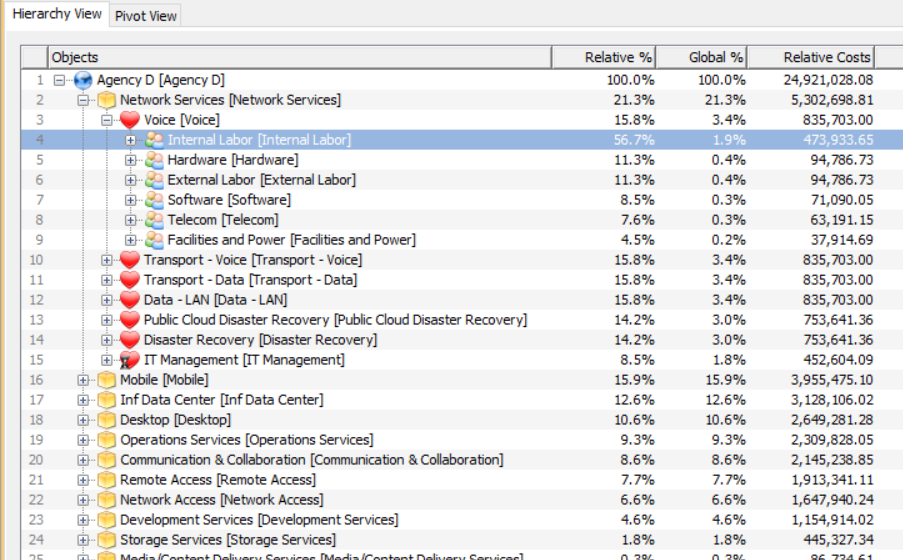 Hierarchy View Pivot View
Objects Relative % Global % Relative Costs
1 Agency D [Agency D] 100.0% 100.0% 24,921,028.08
2 Network Services [Network Services] 21.3% 21.3% 5,302,698.81
3 Voice [Voice] 15.8% 3.4% 835,703.00
4 Internal Labor [Internal Labor] 56.7% 1.9% 473,933.65
5 Hardware [Hardware] 11.3% 0.4% 94,786.73
6 External Labor [External Labor] 11.3% 0.4% 94,786.73
7 Software [Software] 8.5% 0.3% 71,090.05
8 Telecom [Telecom] 7.6% 0.3% 63,191.15
9 Facilities and Power [Facilities and Power] 4.5% 0.2% 37,914.69
10 Transport - Voice [Transport - Voice] 15.8% 3.4% 835,703.00
11 Transport - Data [Transport - Data] 15.8% 3.4% 835,703.00
12 Data - LAN [Data - LAN] 15.8% 3.4% 835,703.00
13 Public Cloud Disaster Recovery [Public Cloud Disaster Recovery] 14.2% 3.0% 753,641.36
14 Disaster Recovery [Disaster Recovery] 14.2% 3.0% 753,641.36
15 IT Management [IT Management] 8.5% 1.8% 452,604.09
16 Mobile [Mobile] 15.9% 15.9% 3,955,475.10
17 Inf Data Center [Inf Data Center] 12.6% 12.6% 3,128,106.02
18 Desktop [Desktop] 10.6% 10.6% 2,649,281.28
19 Operations Services [Operations Services] 9.3% 9.3% 2,309,828.05
20 Communication & Collaboration [Communication & Collaboration] 8.6% 8.6% 2,145,238.85
21 Remote Access [Remote Access] 7.7% 7.7% 1,913,341.11
22 Network Access [Network Access] 6.6% 6.6% 1,647,940.24
23 Development Services [Development Services] 4.6% 4.6% 1,154,914.02
24 Storage Services [Storage Services] 1.8% 1.8% 445,327.34
25 Media/Content Delivery Services [Media/Content Delivery Services] 0.3% 0.3% 86,734.61